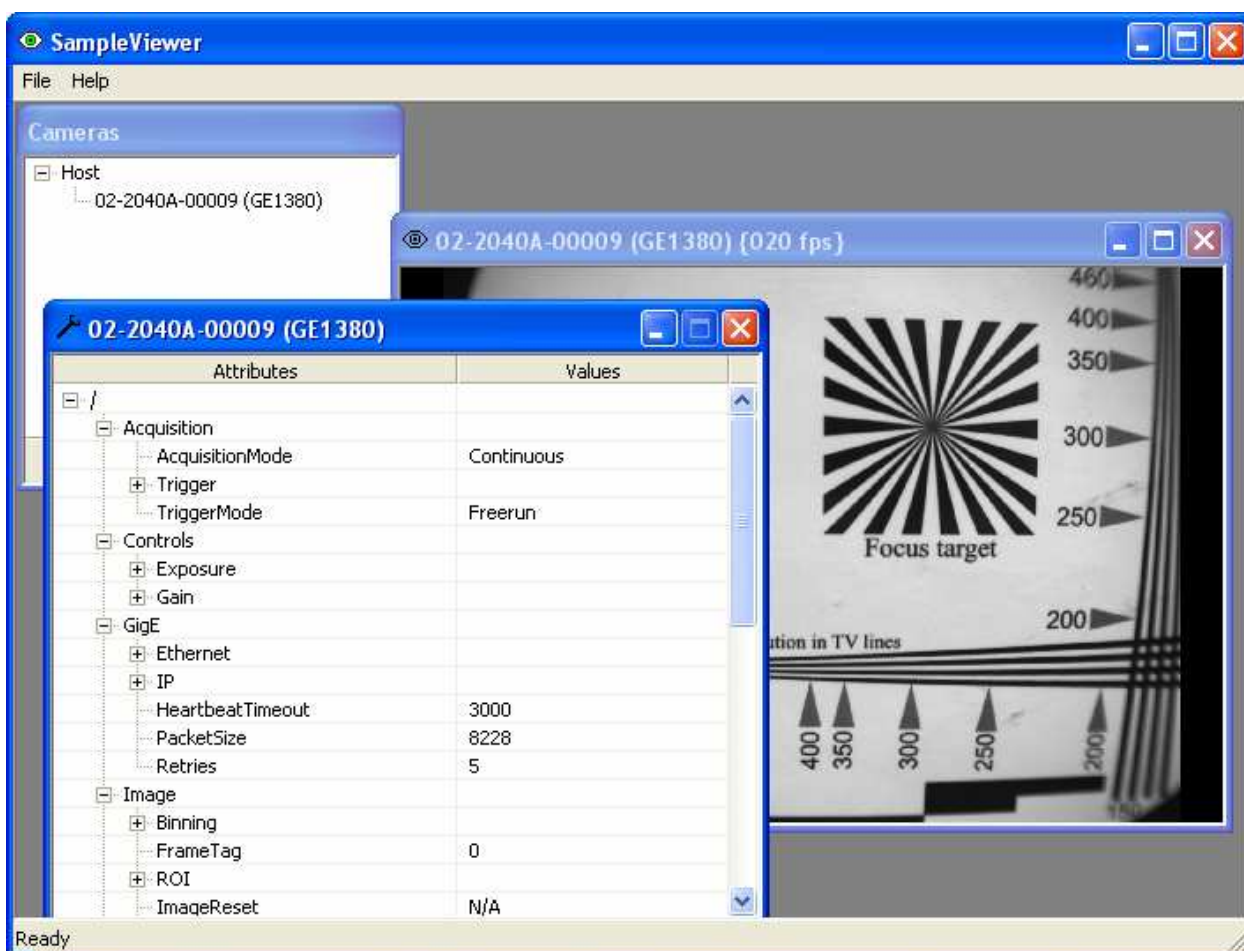 SampleViewer
File Help
Cameras
Host
02-2040A-00009 (GE1380)
02-2040A-00009 (GE1380) {020 fps}
460
400
350
300
250
200
Focus target
ution in TV lines
400
350
300
250
200
02-2040A-00009 (GE1380)
Attributes Values
/
Acquisition
AcquisitionMode Continuous
Trigger
TriggerMode Freerun
Controls
Exposure
Gain
GigE
Ethernet
IP
HeartbeatTimeout 3000
PacketSize 8228
Retries 5
Image
Binning
FrameTag 0
ROI
ImageReset N/A
Ready